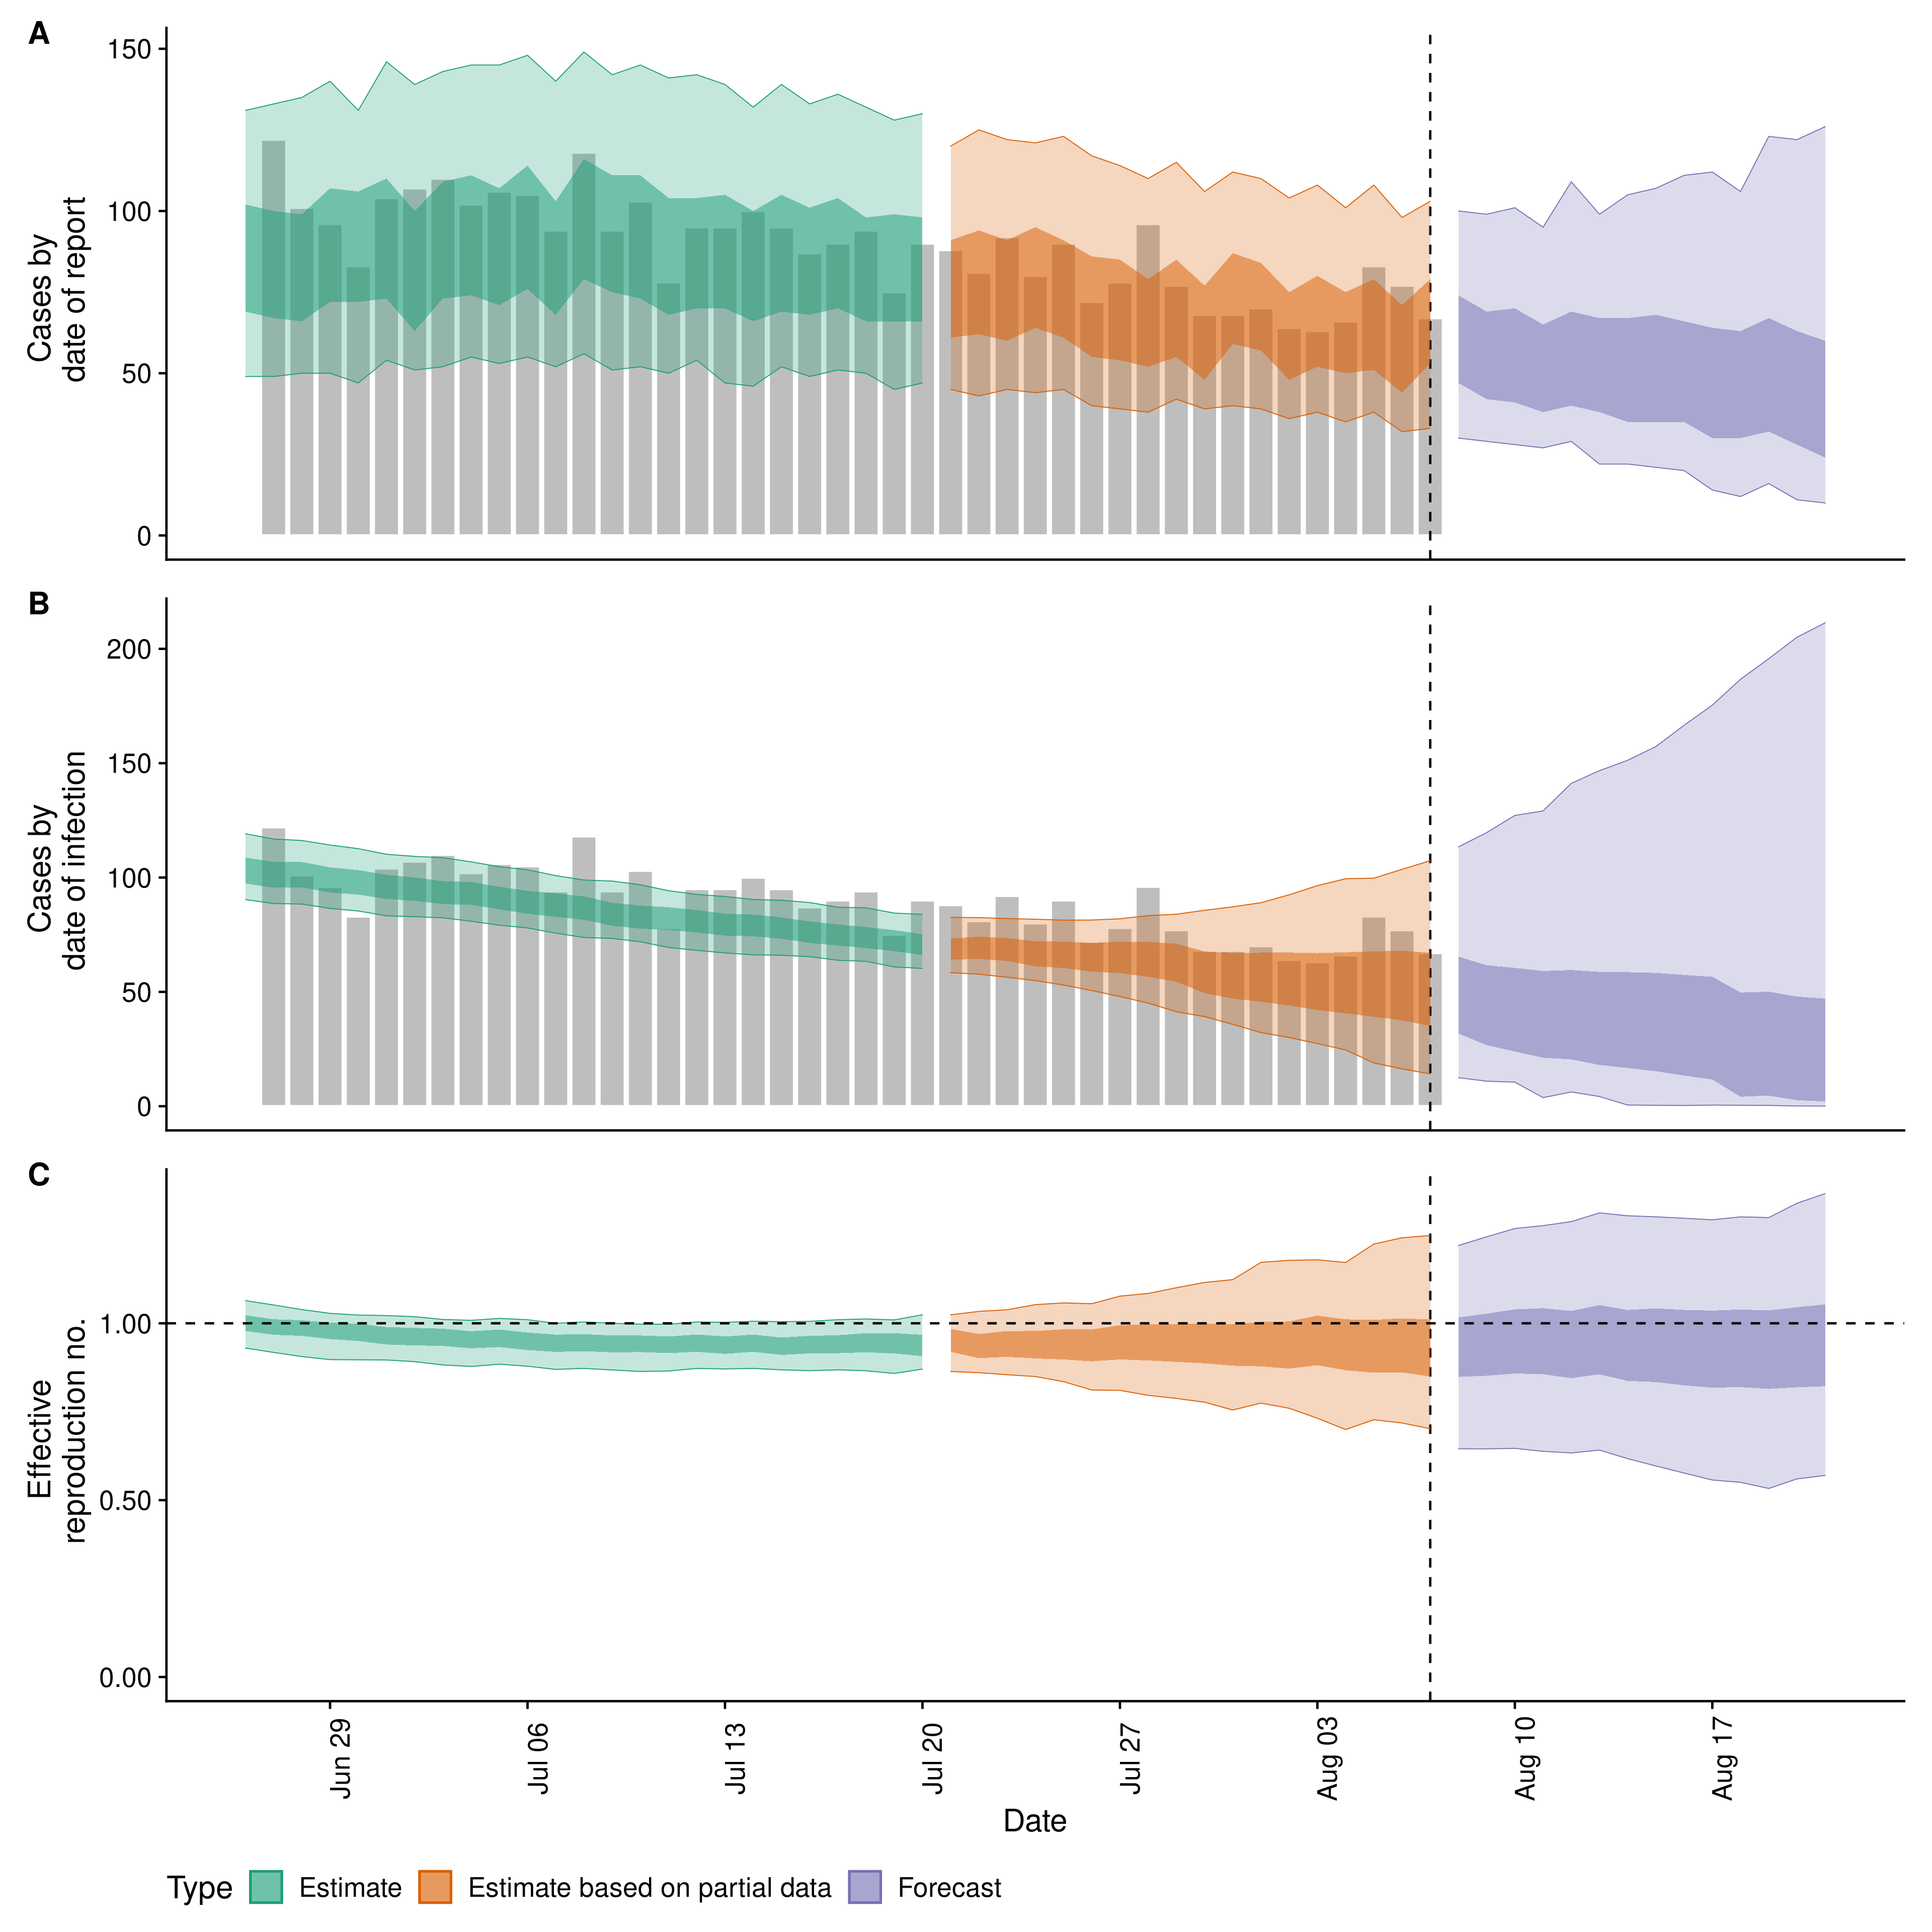 A
150
100
50
0
Cases by
date of report
B
200
150
100
50
0
Cases by
date of infection
C
1.00
0.50
0.00
Effective
reproduction no.
Jun 29
Jul 06
Jul 13
Jul 20
Jul 27
Aug 03
Aug 10
Aug 17
Date
Type Estimate Estimate based on partial data Forecast